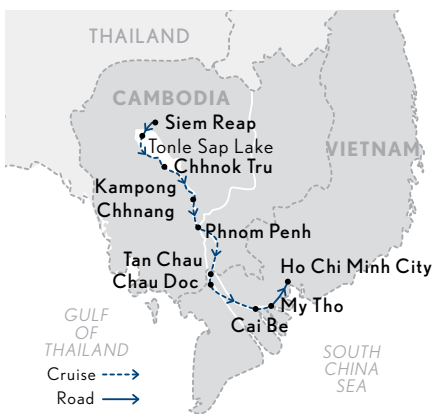 THAILAND
CAMBODIA
Siem Reap
Tonle Sap Lake
Chhnok Tru
VIETNAM
Kampong
Chhnang
Phnom Penh
Tan Chau
Chau Doc
Ho Chi Minh City
My Tho
Cai Be
GULF
OF
THAILAND
SOUTH
CHINA
SEA
Cruise
Road